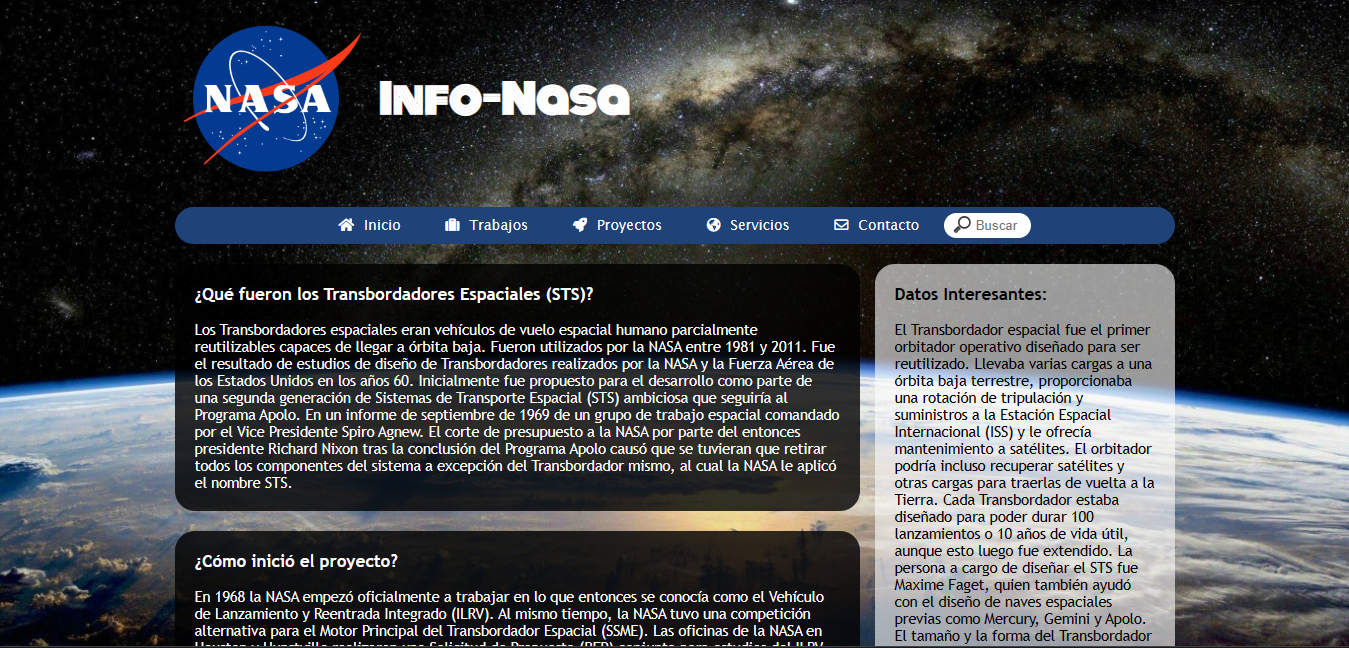 NASA
Info-Nasa
Inicio Trabajos Proyectos Servicios Contacto Buscar
¿Qué fueron los Transbordadores Espaciales (STS)?
Los Transbordadores espaciales eran vehículos de vuelo espacial humano parcialmente
reutilizables capaces de llegar a órbita baja. Fueron utilizados por la NASA entre 1981 y 2011. Fue
el resultado de estudios de diseño de Transbordadores realizados por la NASA y la Fuerza Aérea de
los Estados Unidos en los años 60. Inicialmente fue propuesto para el desarrollo como parte de
una segunda generación de Sistemas de Transporte Espacial (STS) ambiciosa que seguiría al
Programa Apolo. En un informe de septiembre de 1969 de un grupo de trabajo espacial comandado
por el Vice Presidente Spiro Agnew. El corte de presupuesto a la NASA por parte del entonces
presidente Richard Nixon tras la conclusión del Programa Apolo causó que se tuvieran que retirar
todos los componentes del sistema a excepción del Transbordador mismo, al cual la NASA le aplicó
el nombre STS.
¿Cómo inició el proyecto?
En 1968 la NASA empezó oficialmente a trabajar en lo que entonces se conocía como el Vehículo
de Lanzamiento y Reentrada Integrado (ILRV). Al mismo tiempo, la NASA tuvo una competición
alternativa para el Motor Principal del Transbordador Espacial (SSME). Las oficinas de la NASA en
Datos Interesantes:
El Transbordador espacial fue el primer
orbitador operativo diseñado para ser
reutilizado. Llevaba varias cargas a una
órbita baja terrestre, proporcionaba
una rotación de tripulación y
suministros a la Estación Espacial
Internacional (ISS) y le ofrecía
mantenimiento a satélites. El orbitador
podría incluso recuperar satélites y
otras cargas para traerlas de vuelta a la
Tierra. Cada Transbordador estaba
diseñado para poder durar 100
lanzamientos o 10 años de vida útil,
aunque esto luego fue extendido. La
persona a cargo de diseñar el STS fue
Maxime Faget, quien también ayudó
con el diseño de naves espaciales
previas como Mercury, Gemini y Apolo.
El tamaño y la forma del Transbordador